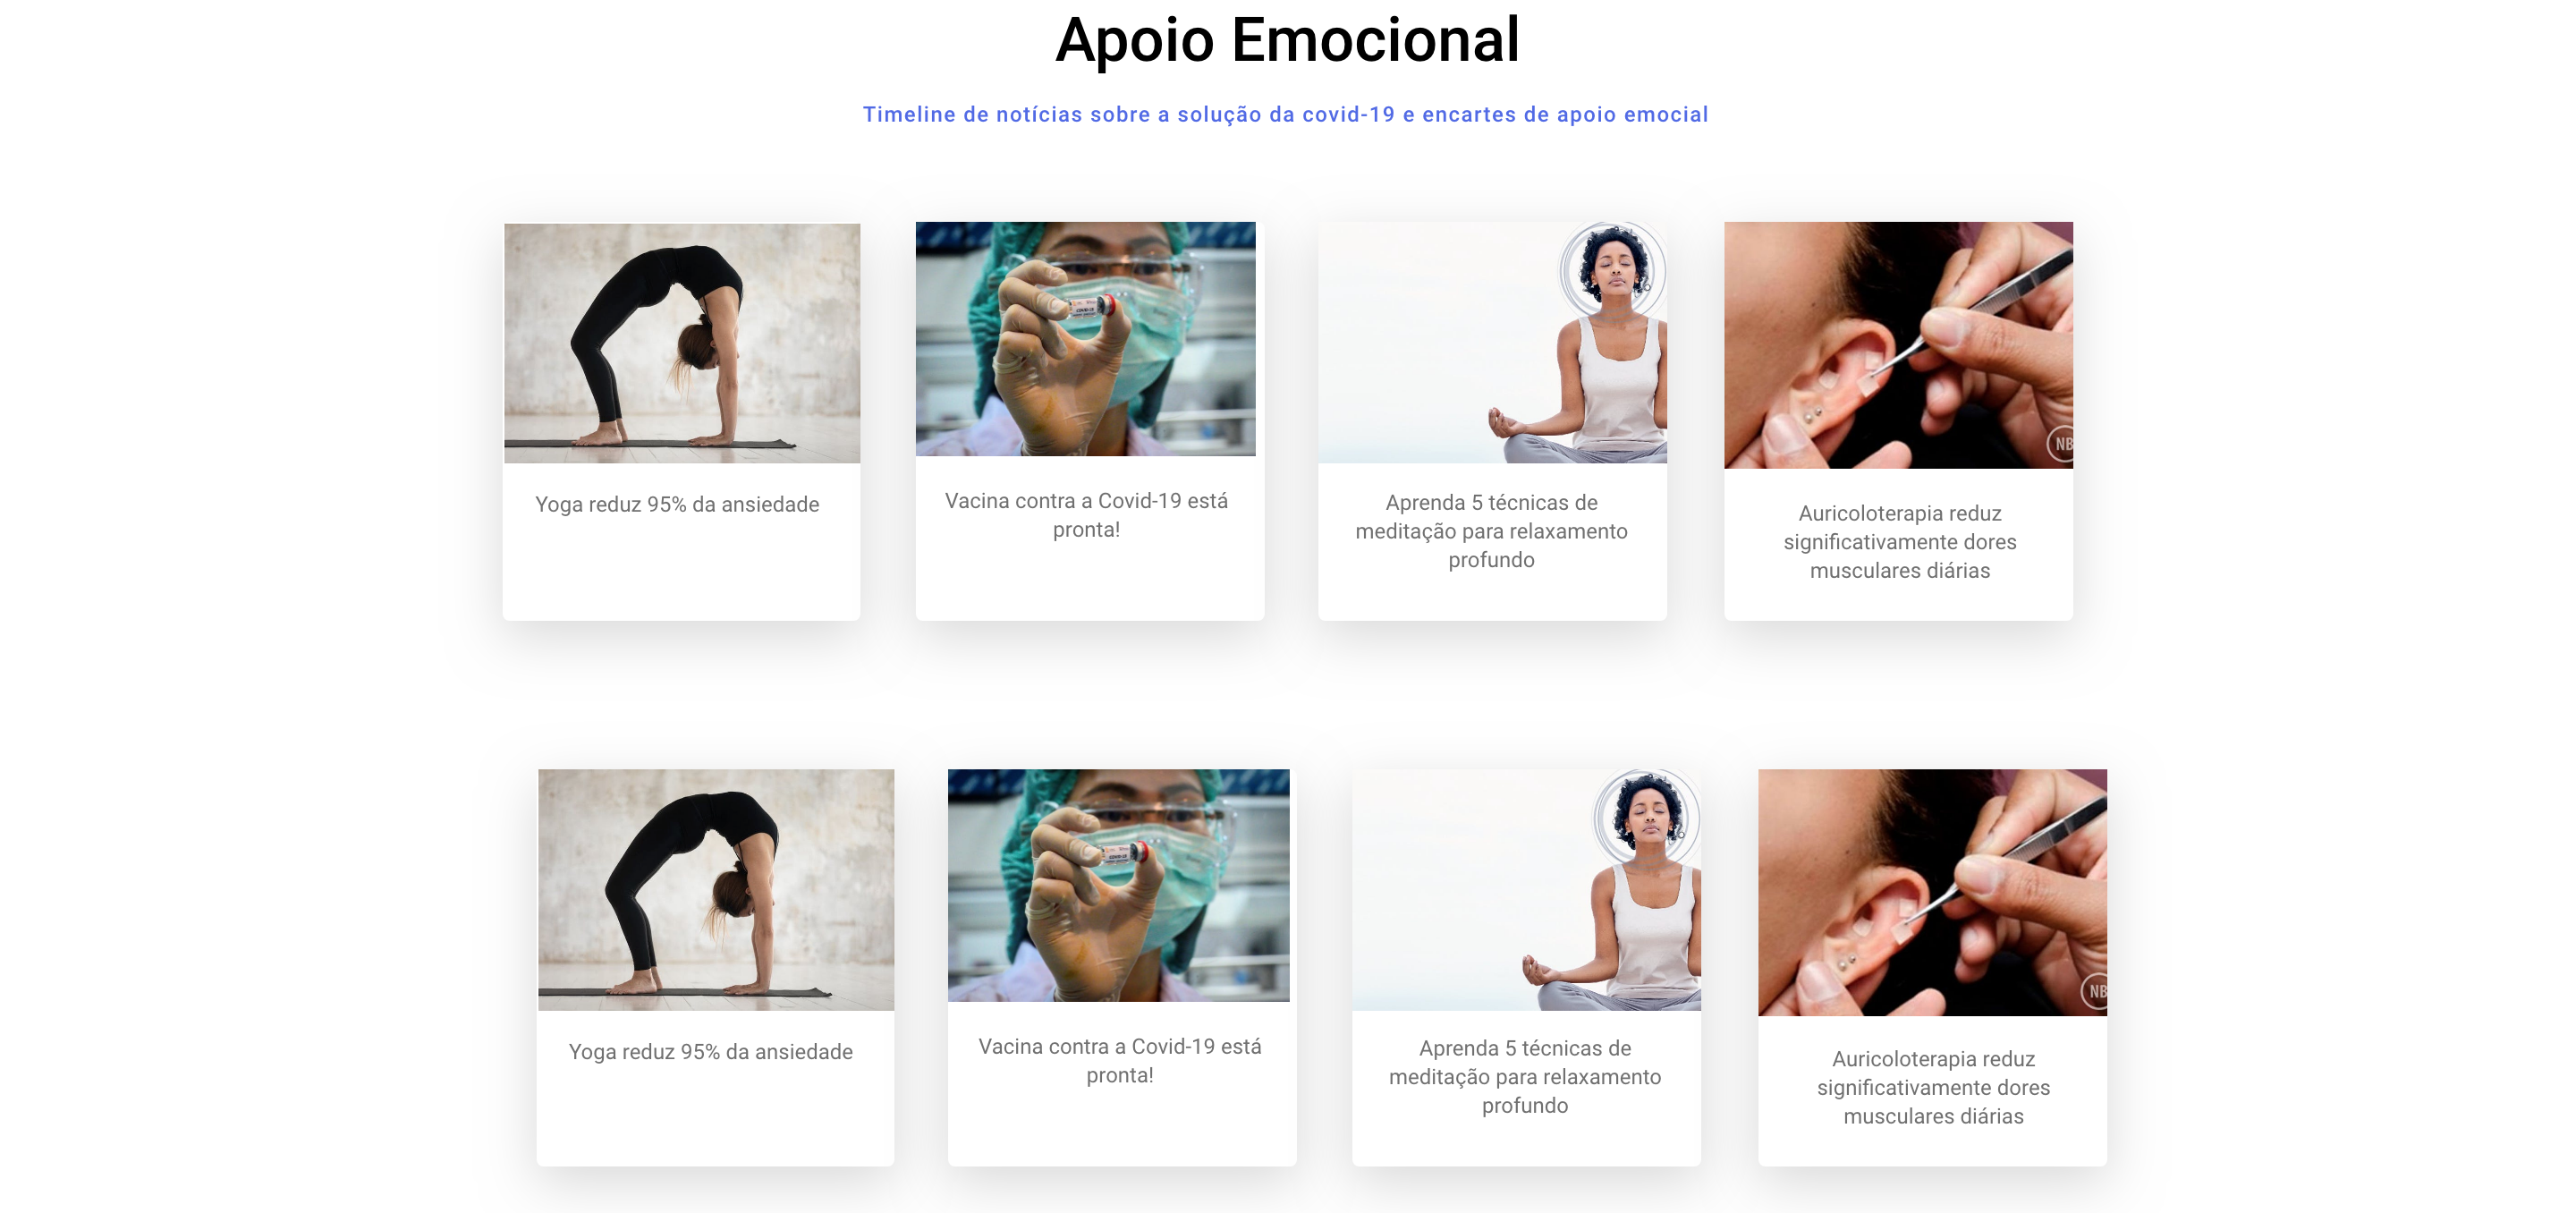 Apoio Emocional
Timeline de notícias sobre a solução da covid-19 e encartes de apoio emocial
COVID-19
NB
Yoga reduz 95% da ansiedade
Vacina contra a Covid-19 está
pronta!
Aprenda 5 técnicas de
meditação para relaxamento
profundo
Auricoloterapia reduz
significativamente dores
musculares diárias
COVID-19
NB
Yoga reduz 95% da ansiedade
Vacina contra a Covid-19 está
pronta!
Aprenda 5 técnicas de
meditação para relaxamento
profundo
Auricoloterapia reduz
significativamente dores
musculares diárias